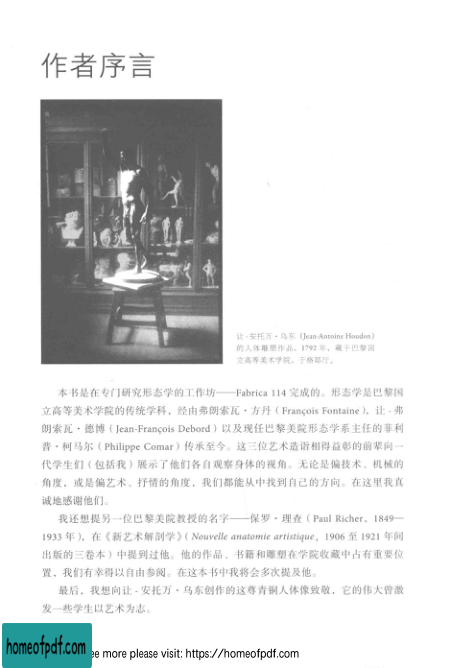 作者序言
让-安托万·乌东（Jean-Antoine Houdon）
的人体雕塑作品，1792 年，藏于巴黎国
立高等美术学院，于格耶厅。
本书是在专门研究形态学的工作坊——Fabrica 114 完成的。形态学是巴黎国
立高等美术学院的传统学科，经由弗朗索瓦·方丹（François Fontaine）、让-弗
朗索瓦·德博（Jean-François Debord）以及现任巴黎美院形态学系主任的菲利
普·柯马尔（Philippe Comar）传承至今。这三位艺术造诣相得益彰的前辈向一
代学生们（包括我）展示了他们各自观察身体的视角。无论是偏技术、机械的
角度，或是偏艺术、抒情的角度，我们都能从中找到自己的方向。在这里我真
诚地感谢他们。
我还想提另一位巴黎美院教授的名字——保罗·理查（Paul Richer，1849—
1933 年），在《新艺术解剖学》（Nouvelle anatomie artistique，1906 至 1921 年间
出版的三卷本）中提到过他。他的作品、书籍和雕塑在学院收藏中占有重要位
置，我们有幸得以自由参阅。在这本书中我将会多次提及他。
最后，我想向让-安托万·乌东创作的这尊青铜人体像致敬，它的伟大曾激
发一些学生以艺术为志。
homeofpdf.com
ee more please visit: https://homeofpdf.com